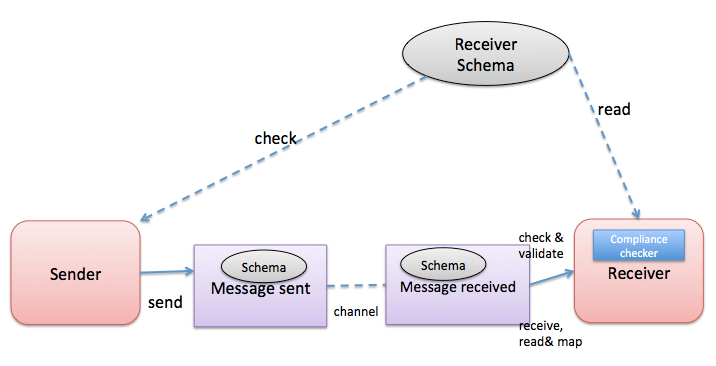 Receiver
Schema
check
read
Sender
send
Schema
Message sent
channel
Schema
Message received
check &
validate
receive,
read& map
Compliance
checker
Receiver